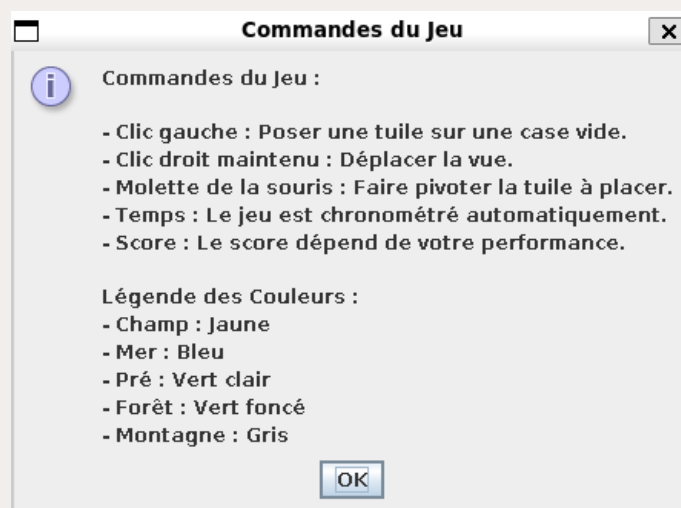 Commandes du Jeu
Commandes du Jeu :
- Clic gauche : Poser une tuile sur une case vide.
- Clic droit maintenu : Déplacer la vue.
- Molette de la souris : Faire pivoter la tuile à placer.
- Temps : Le jeu est chronométré automatiquement.
- Score : Le score dépend de votre performance.
Légende des Couleurs :
- Champ : Jaune
- Mer : Bleu
- Pré : Vert clair
- Forêt : Vert foncé
- Montagne : Gris
OK